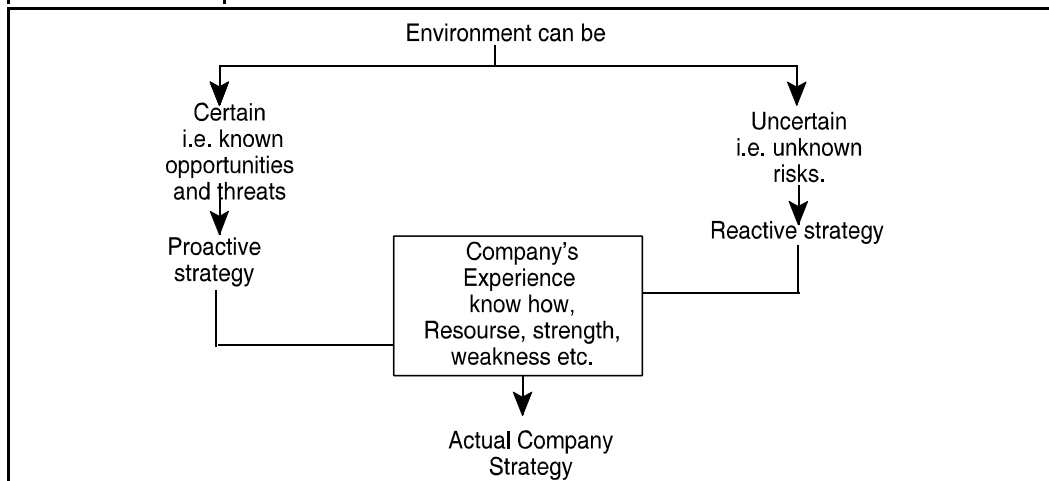 Environment can be
Certain
i.e. known
opportunities
and threats
Uncertain
i.e. unknown
risks.
Proactive
strategy
Reactive strategy
Company's
Experience
know how,
Resourse, strength,
weakness etc.
Actual Company
Strategy